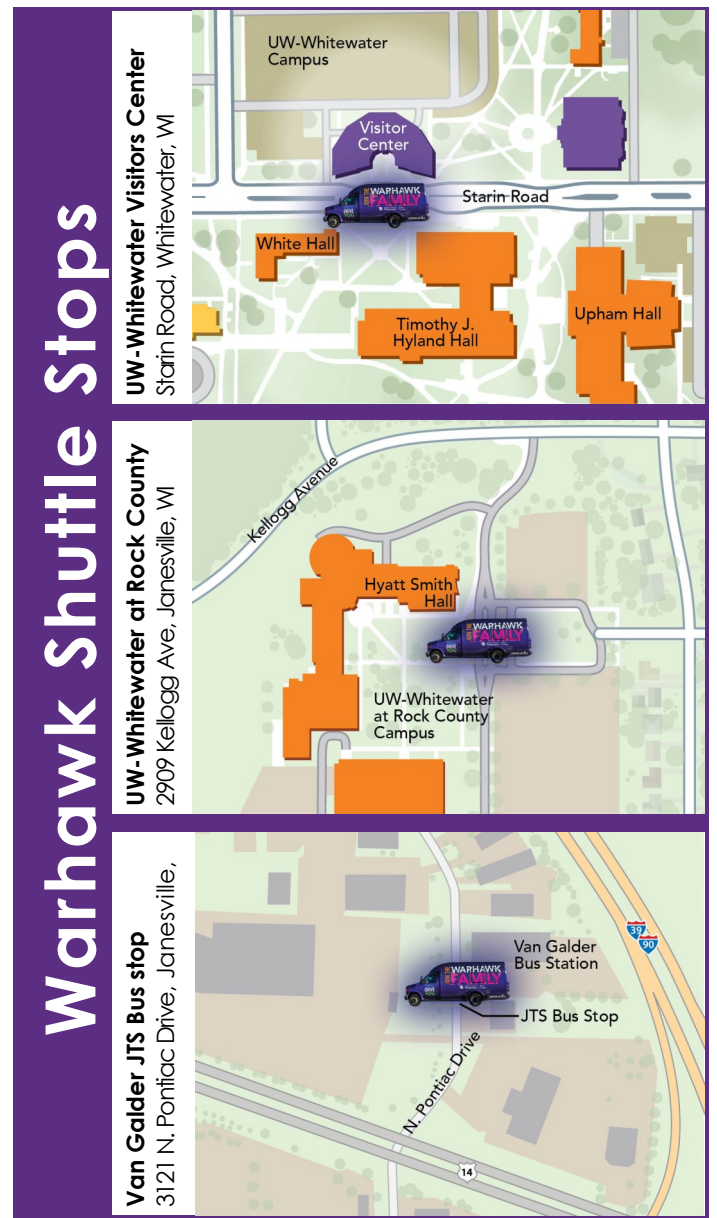 Warhawk Shuttle Stops
UW-Whitewater Visitors Center
Starin Road, Whitewater, WI
UW-Whitewater
Campus
Visitor
Center
WARHAWK
FAMILY
Starin Road
White Hall
Timothy J.
Hyland Hall
Upham Hall
UW-Whitewater at Rock County
2909 Kellogg Ave, Janesville, WI
Kellogg Avenue
Hyatt Smith
Hall
WARHAWK
FAMILY
UW-Whitewater
at Rock County
Campus
Van Galder JTS Bus stop
3121 N. Pontiac Drive, Janesville,
39
90
Van Galder
Bus Station
WARHAWK
FAMILY
JTS Bus Stop
N. Pontiac Drive
14